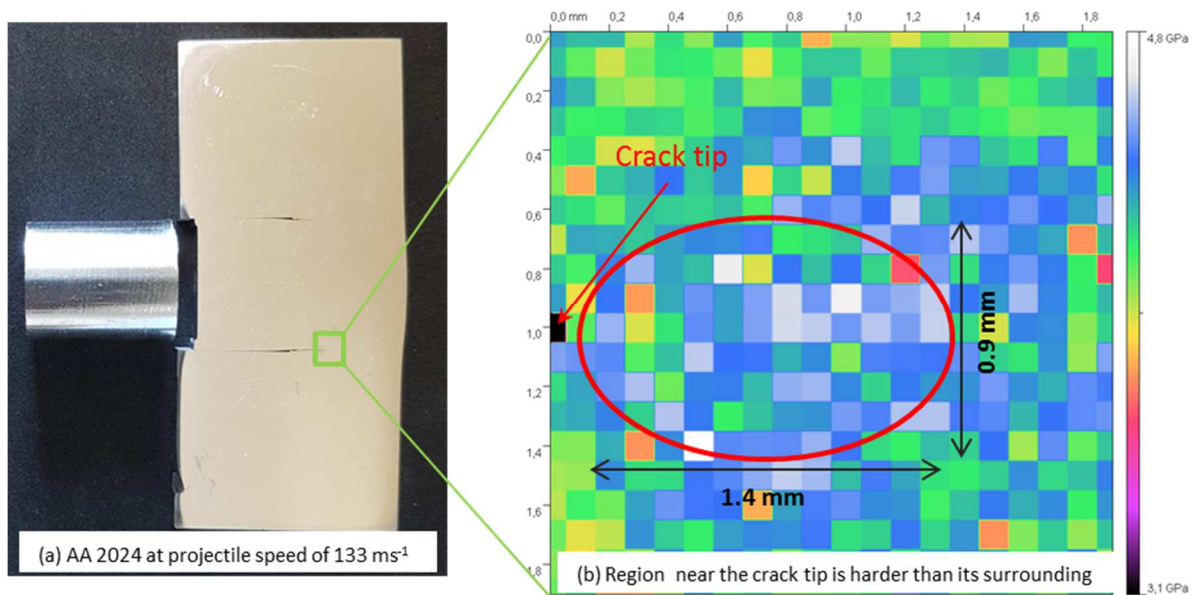 0,0 mm 0,2 0,4 0,6 0,8 1,0 1,2 1,4 1,6 1,8
0,0
0,2
0,4
0,6
0,8
1,0
1,2
1,4
1,6
1,8
4,8 GPa
3,1 GPa
Crack tip
0.9 mm
1.4 mm
(a) AA 2024 at projectile speed of 133 ms⁻¹
(b) Region near the crack tip is harder than its surrounding